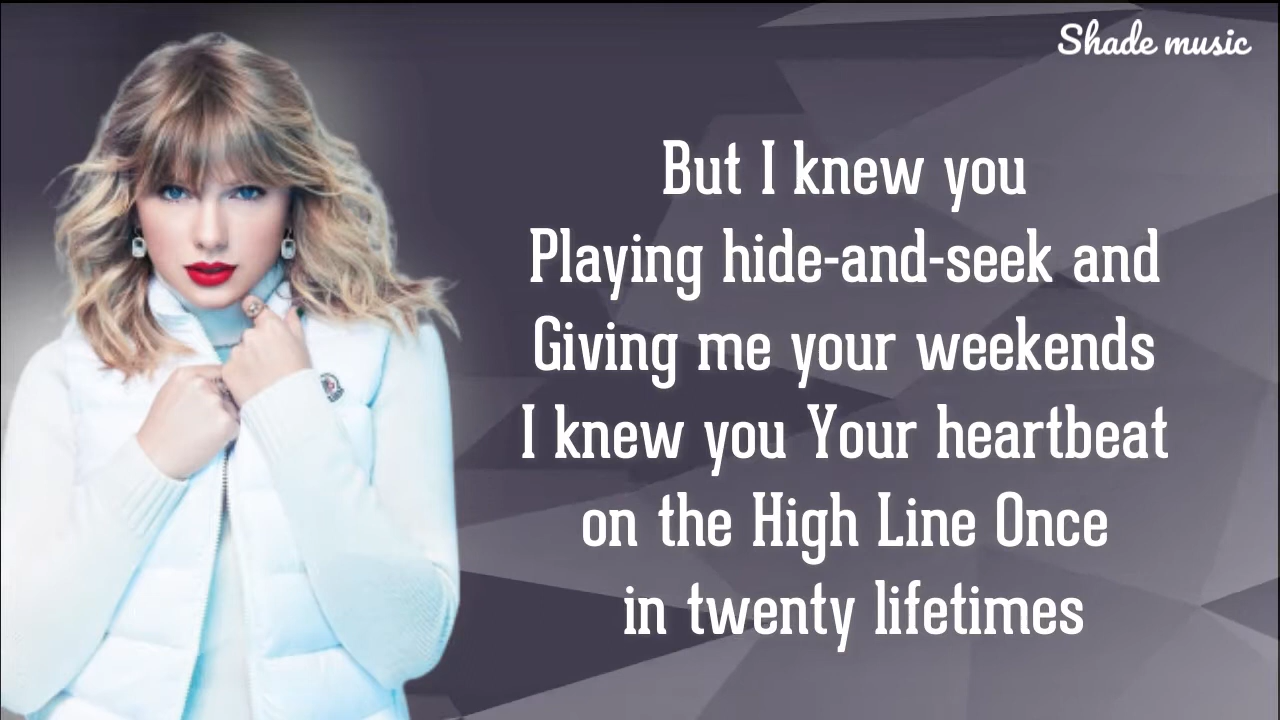 Shade music
But I knew you
Playing hide-and-seek and
Giving me your weekends
I knew you Your heartbeat
on the High Line Once
in twenty lifetimes